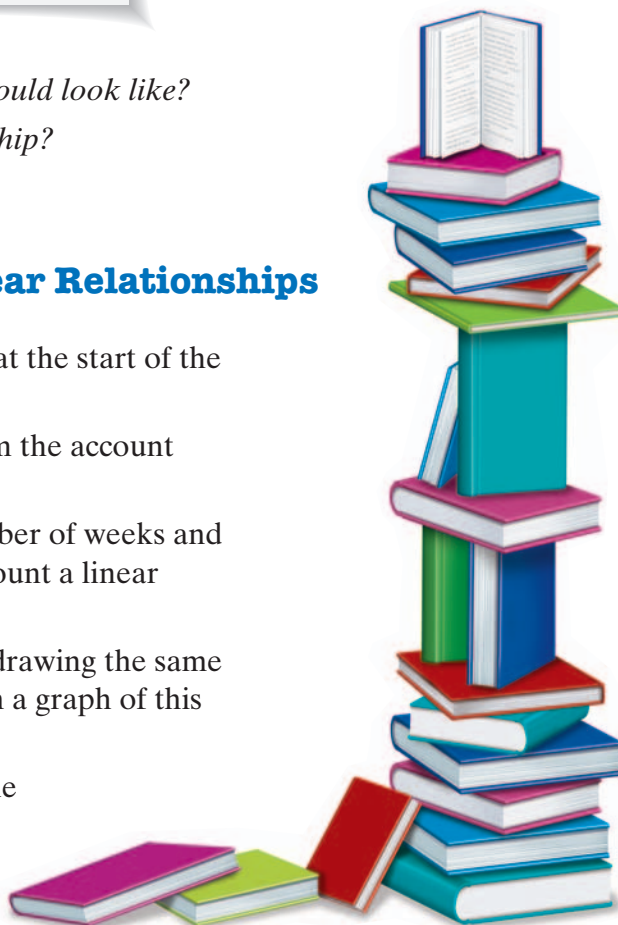 ould look like?
hip?
ear Relationships
at the start of the
n the account
ber of weeks and
ount a linear
drawing the same
n a graph of this
e